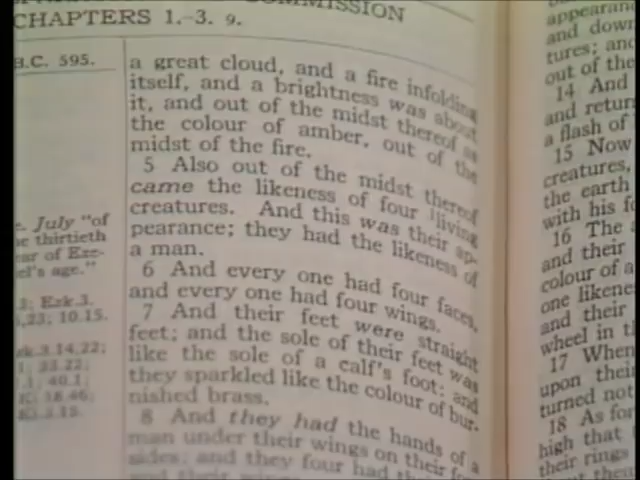 COMMISSION
CHAPTERS 1.-3. 9.
B.C. 595.
July "of
thirtieth
of Eze-
age."
Ezk.3.
10.15.
3.14,22;
40.1;
a great cloud, and a fire infolding
itself, and a brightness was about
it, and out of the midst thereof as
the colour of amber, out of the
midst of the fire.
5 Also out of the midst thereof
came the likeness of four living
creatures. And this was their ap-
pearance; they had the likeness of
a man.
6 And every one had four faces,
and every one had four wings.
7 And their feet were straight
feet; and the sole of their feet was
like the sole of a calf's foot: and
they sparkled like the colour of bur-
nished brass.
8 And they had the hands of a
man under their wings on their
sides; and they four had
appearan
and down
tures; and
out of the
14 And
and return
a flash of
15 Now
creatures,
the earth
with his f
16 The
and their
colour of a
one likene
and their
wheel in t
17 When
upon their
turned not
18 As for
high that
their rings